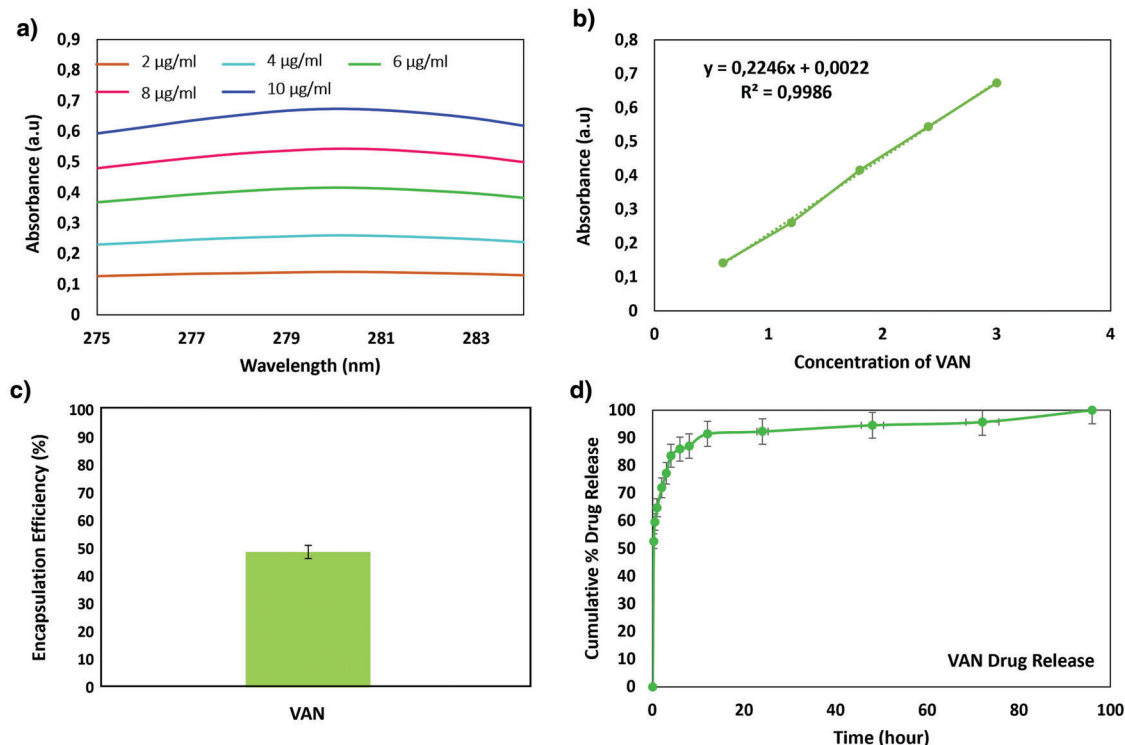 a)
0,9
0,8
0,7
0,6
0,5
0,4
0,3
0,2
0,1
0
2 µg/ml 4 µg/ml 6 µg/ml
8 µg/ml 10 µg/ml
275 277 279 281 283
Wavelength (nm)
Absorbance (a.u)
b)
0,8
0,7
0,6
0,5
0,4
0,3
0,2
0,1
0
y = 0,2246x + 0,0022
R² = 0,9986
0 1 2 3 4
Concentration of VAN
Absorbance (a.u)
c)
100
90
80
70
60
50
40
30
20
10
0
VAN
Encapsulation Efficiency (%)
d)
100
90
80
70
60
50
40
30
20
10
0
VAN Drug Release
0 20 40 60 80 100
Time (hour)
Cumulative % Drug Release